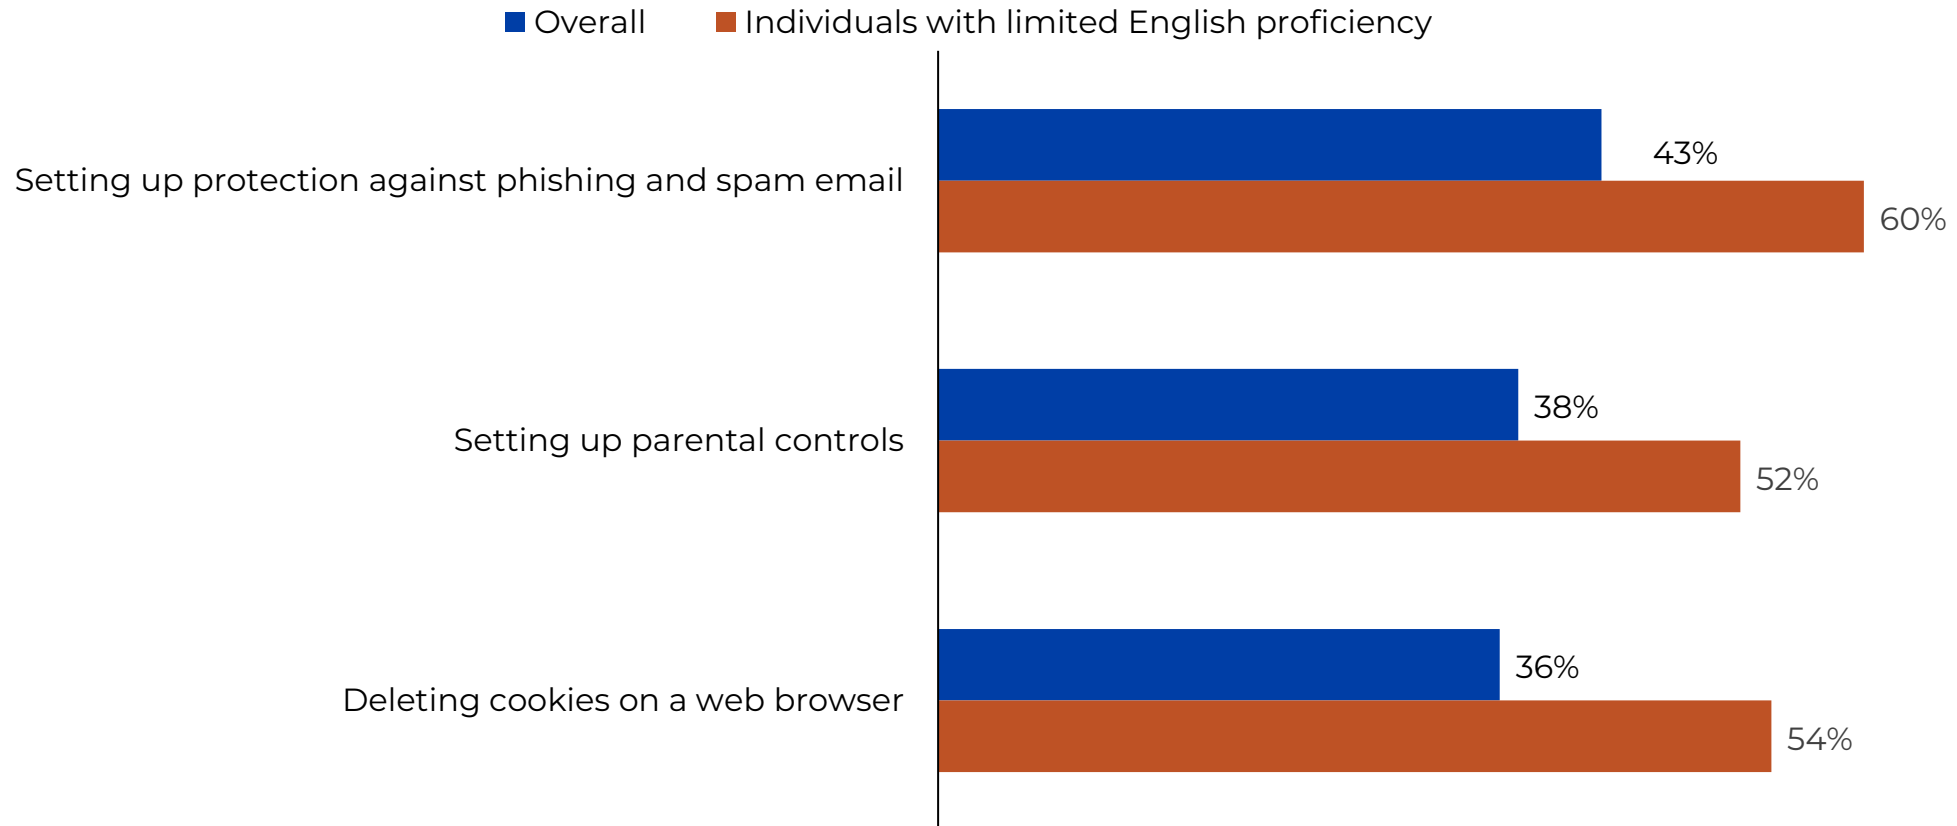 Overall Individuals with limited English proficiency
Setting up protection against phishing and spam email
43%
60%
Setting up parental controls
38%
52%
Deleting cookies on a web browser
36%
54%